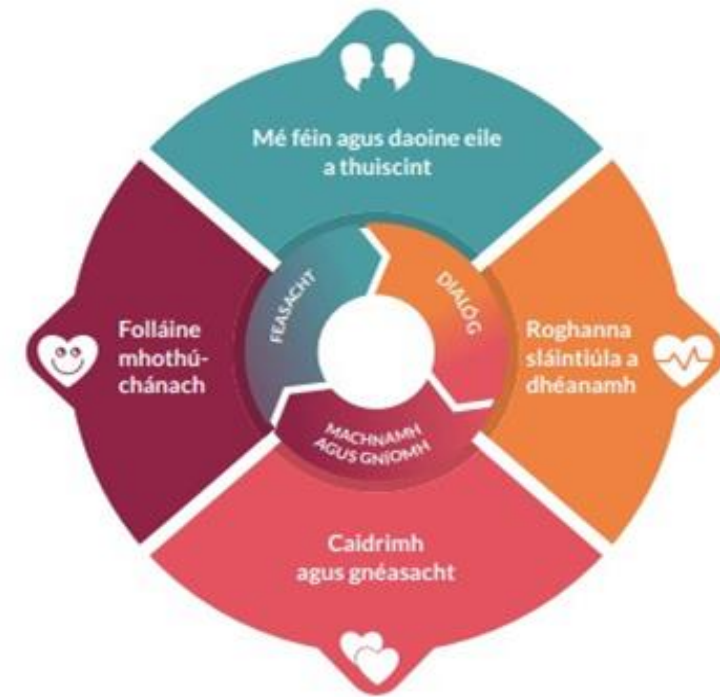 Mé féin agus daoine eile
a thuiscint
FEASACHT
DIALÓG
Folláine
mhothú-
chánach
Roghanna
sláintiúla a
dhéanamh
MACHNAMH
AGUS GNÍOMH
Caidrimh
agus gnéasacht